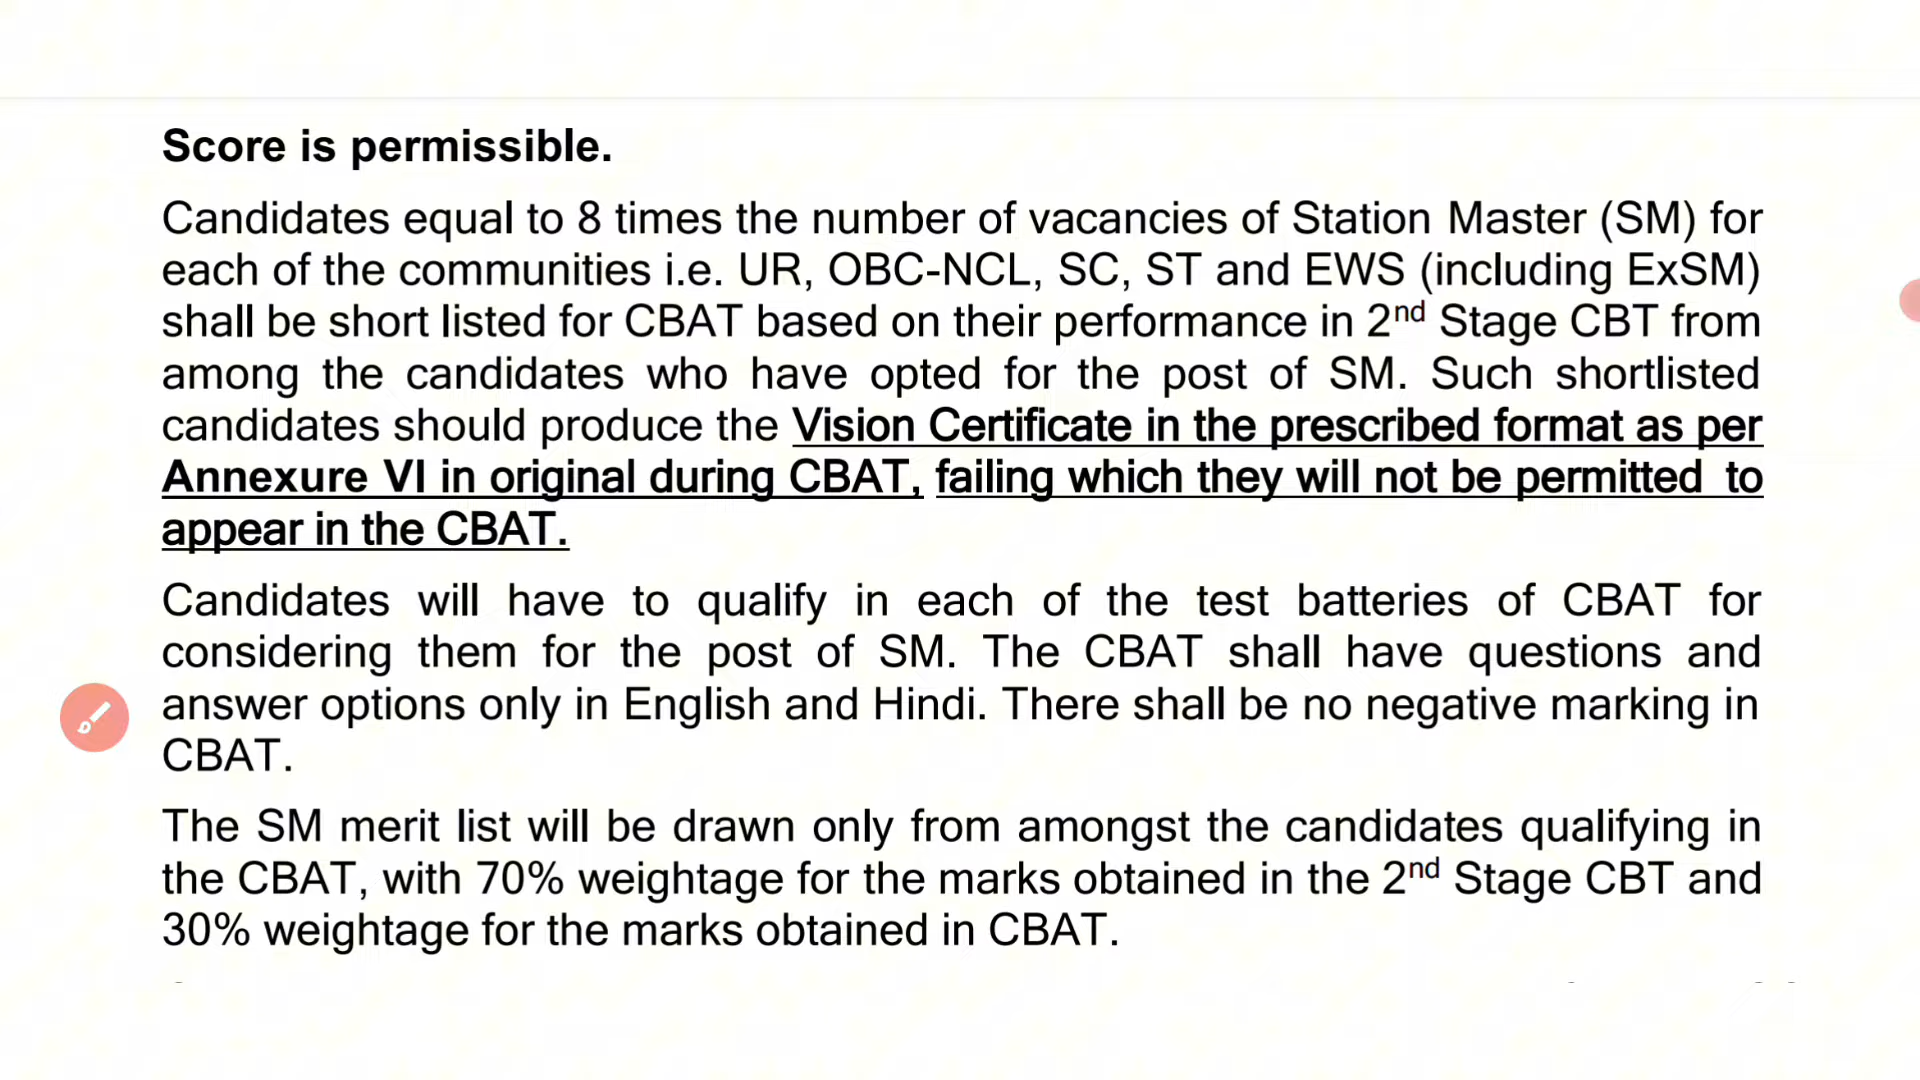 Score is permissible.
Candidates equal to 8 times the number of vacancies of Station Master (SM) for
each of the communities i.e. UR, OBC-NCL, SC, ST and EWS (including ExSM)
shall be short listed for CBAT based on their performance in 2nd Stage CBT from
among the candidates who have opted for the post of SM. Such shortlisted
candidates should produce the Vision Certificate in the prescribed format as per
Annexure VI in original during CBAT, failing which they will not be permitted to
appear in the CBAT.
Candidates will have to qualify in each of the test batteries of CBAT for
considering them for the post of SM. The CBAT shall have questions and
answer options only in English and Hindi. There shall be no negative marking in
CBAT.
The SM merit list will be drawn only from amongst the candidates qualifying in
the CBAT, with 70% weightage for the marks obtained in the 2nd Stage CBT and
30% weightage for the marks obtained in CBAT.